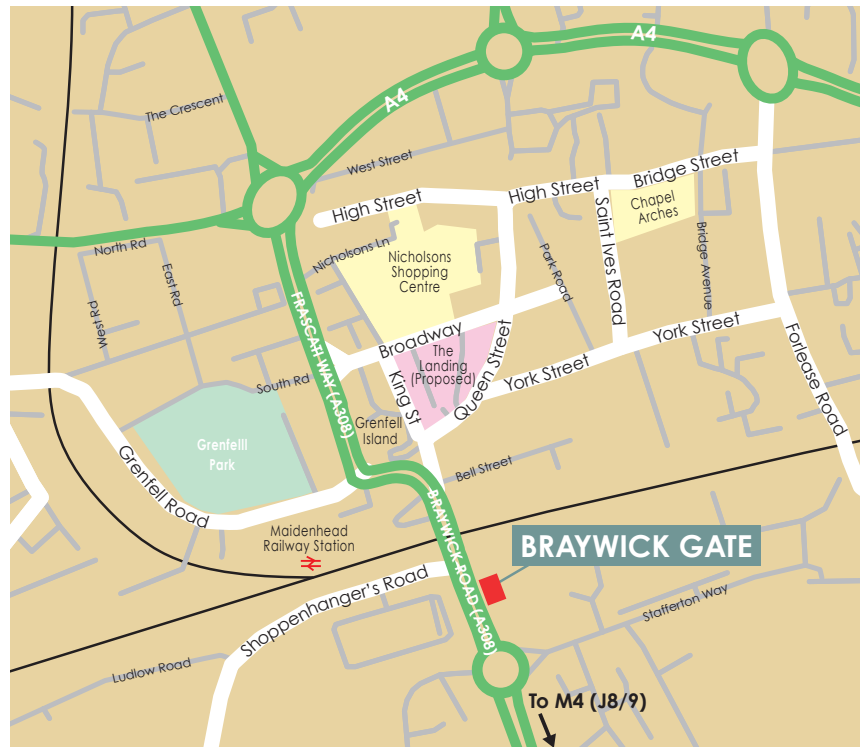 A4
A4
The Crescent
West Street
High Street
High Street
Bridge Street
Chapel
Arches
North Rd
East Rd
West Rd
Nicholsons Ln
Nicholsons
Shopping
Centre
Park Road
Saint Ives Road
Bridge Avenue
FRASCATI WAY (A308)
Broadway
The
Landing
(Proposed)
King St
Queen Street
York Street
York Street
Forlease Road
South Rd
Grenfell
Island
Grenfelll
Park
Grenfell Road
Bell Street
Maidenhead
Railway Station
BRAYWICK ROAD (A308)
BRAYWICK GATE
Shoppenhanger's Road
Stafferton Way
Ludlow Road
To M4 (J8/9)